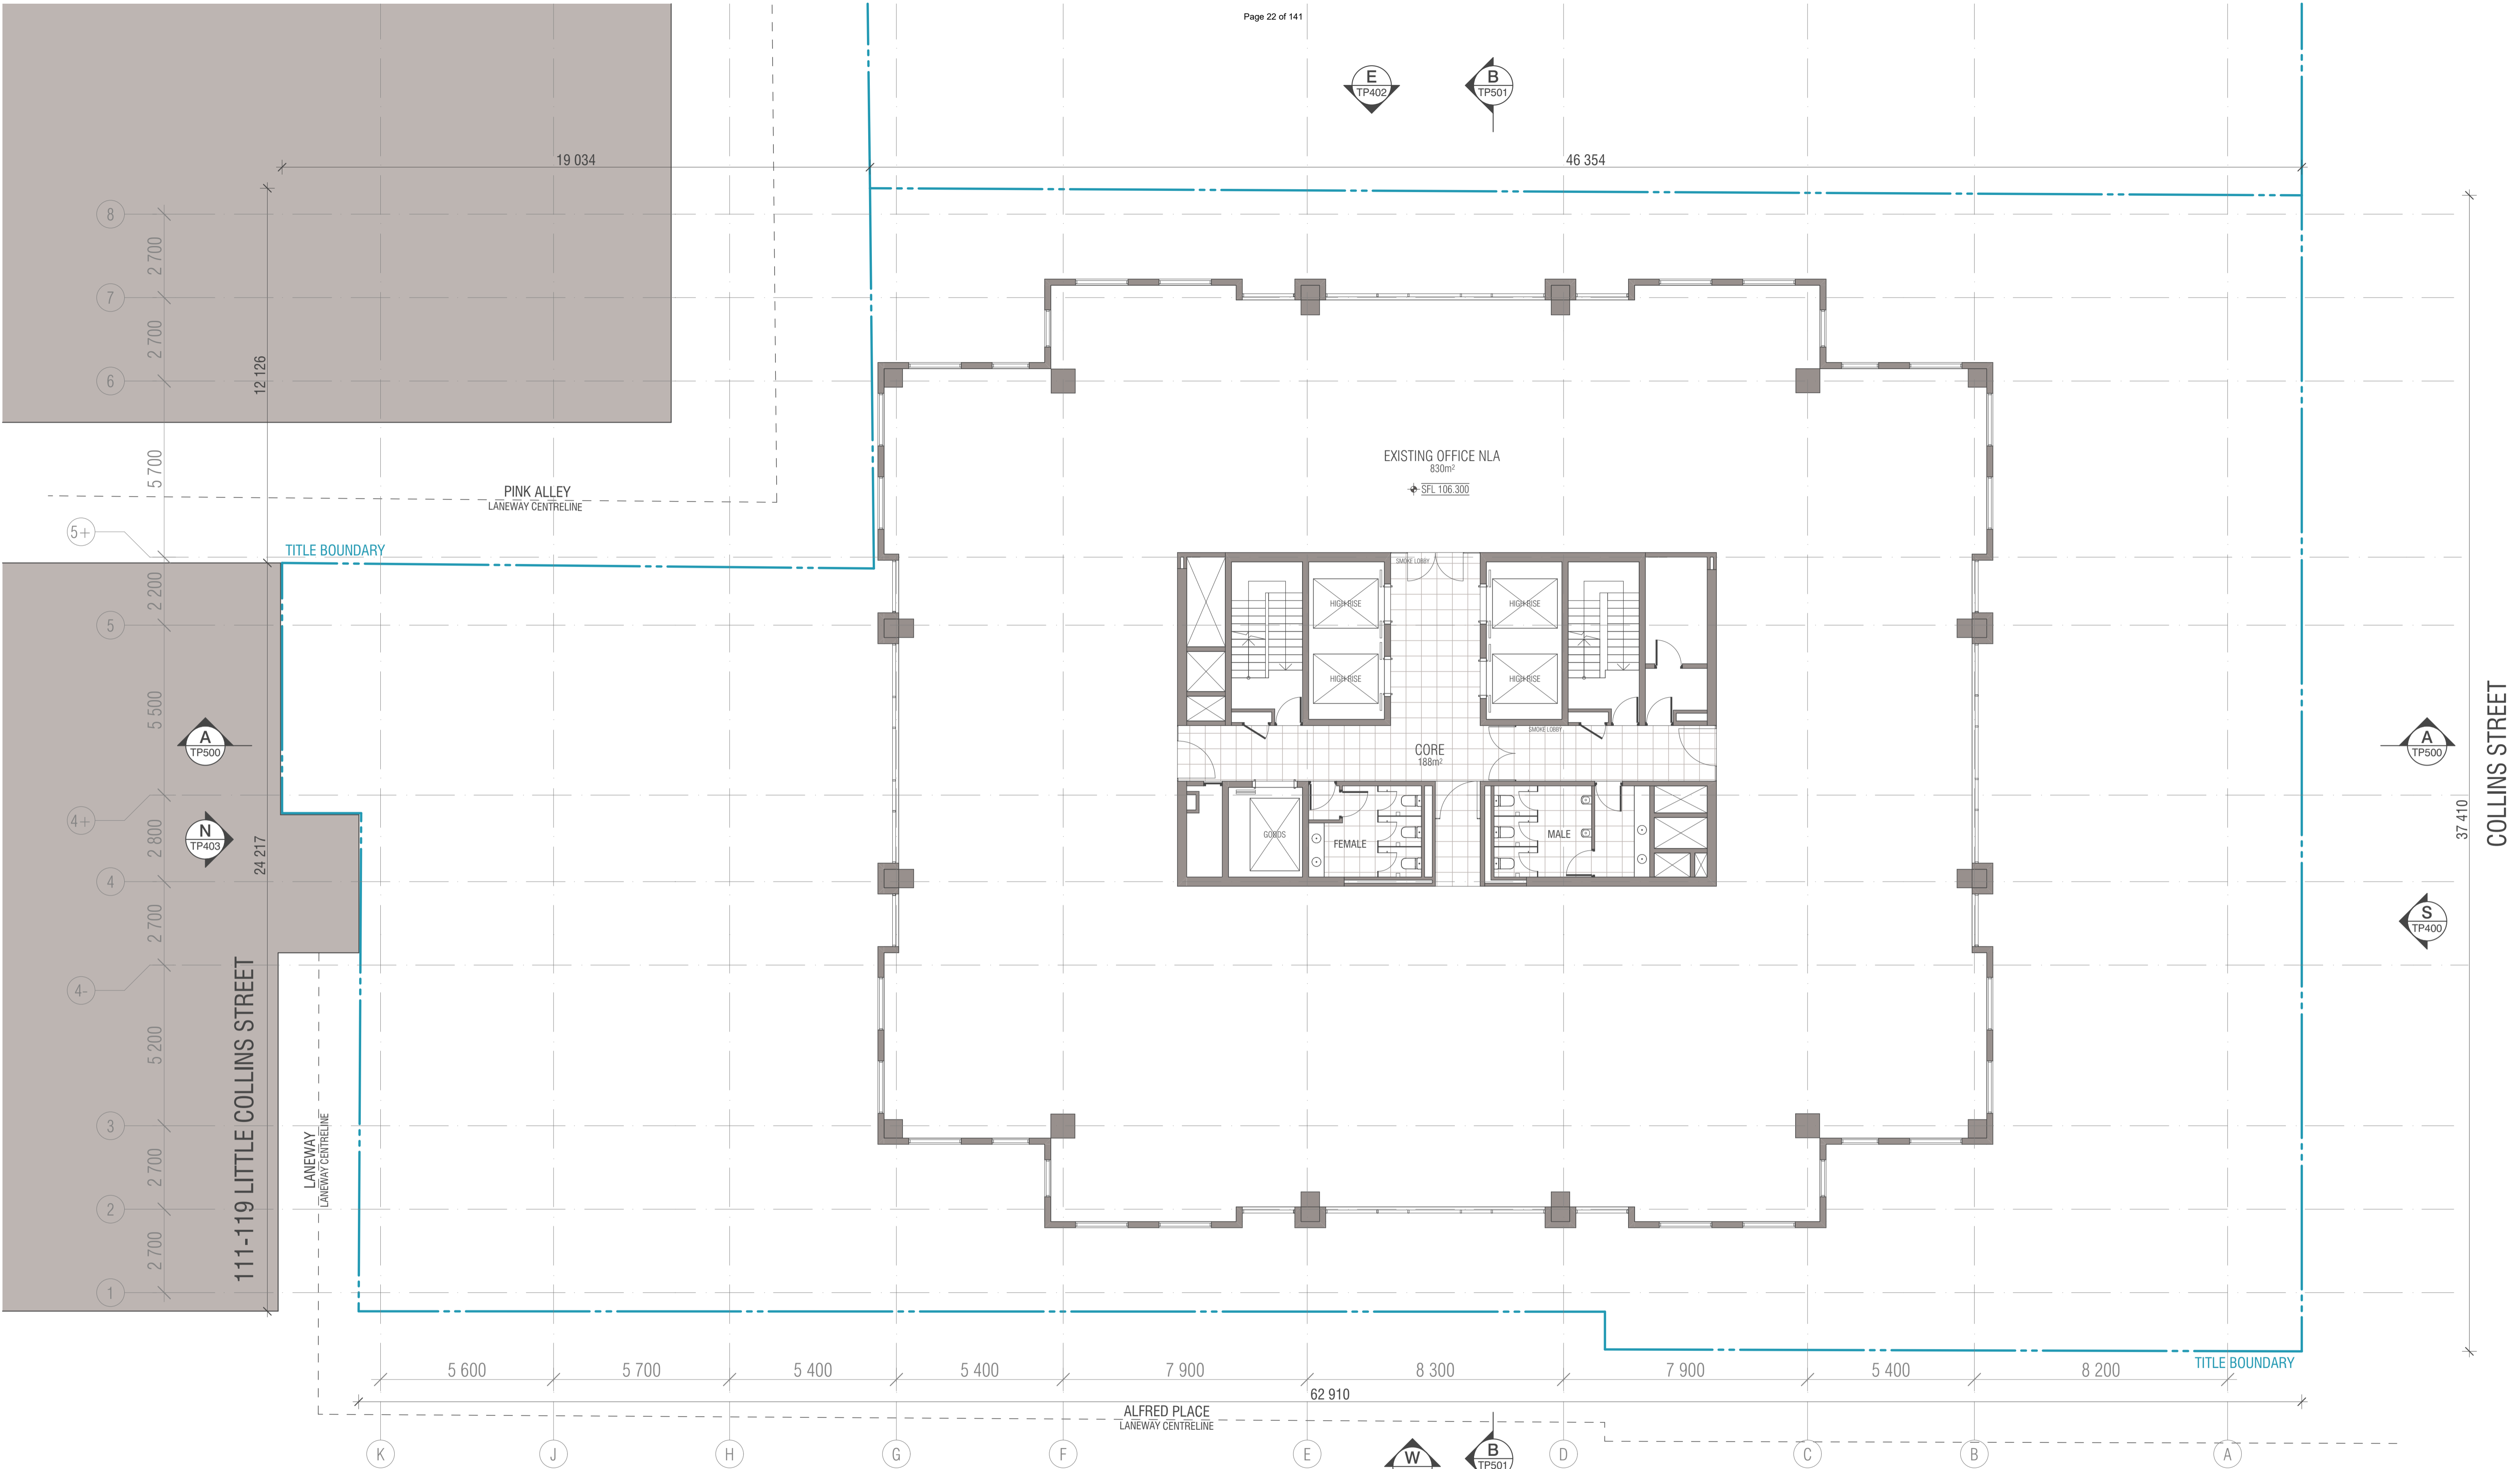 Page 22 of 141
E
TP402
B
TP501
19 034
46 354
8
2 700
7
2 700
6
12 126
5 700
EXISTING OFFICE NLA
830m²
SFL 106.300
PINK ALLEY
LANEWAY CENTRELINE
5+
TITLE BOUNDARY
2 200
5
5 500
SMOKE LOBBY
HIGH RISE
HIGH RISE
HIGH RISE
HIGH RISE
SMOKE LOBBY
CORE
188m²
A
TP500
A
TP500
COLLINS STREET
37 410
4+
N
TP403
2 800
24 217
GOODS
FEMALE
MALE
4
2 700
S
TP400
4-
5 200
111-119 LITTLE COLLINS STREET
3
LANEWAY
LANEWAY CENTRELINE
2 700
2
2 700
1
5 600
5 700
5 400
5 400
7 900
8 300
7 900
5 400
8 200
TITLE BOUNDARY
62 910
ALFRED PLACE
LANEWAY CENTRELINE
K
J
H
G
F
E
W
B
TP501
D
C
B
A